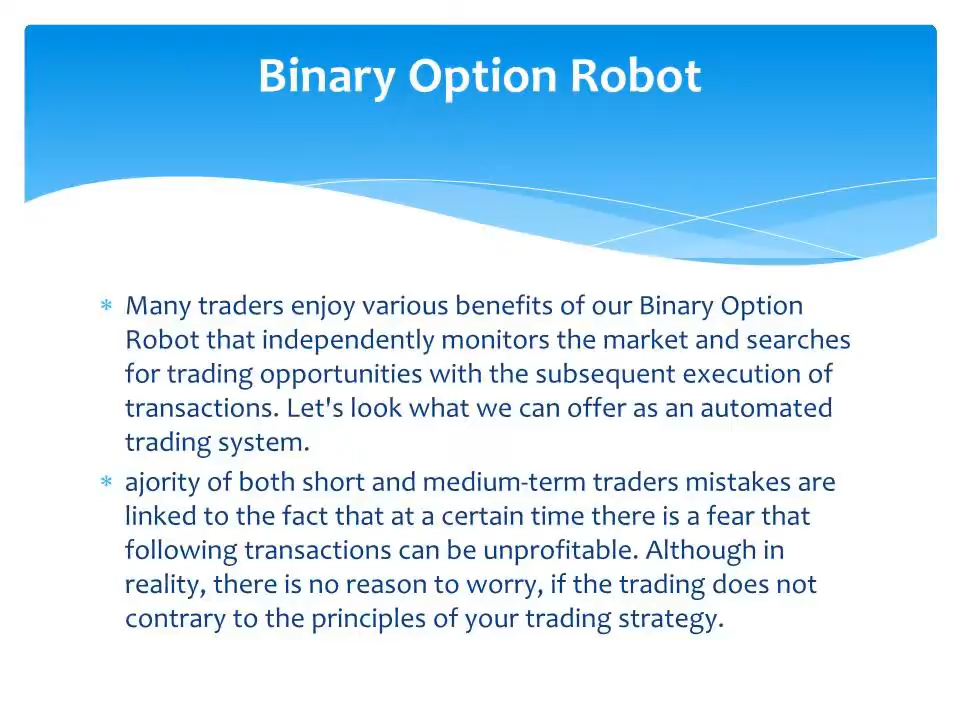 Binary Option Robot
* Many traders enjoy various benefits of our Binary Option
Robot that independently monitors the market and searches
for trading opportunities with the subsequent execution of
transactions. Let's look what we can offer as an automated
trading system.
* ajority of both short and medium-term traders mistakes are
linked to the fact that at a certain time there is a fear that
following transactions can be unprofitable. Although in
reality, there is no reason to worry, if the trading does not
contrary to the principles of your trading strategy.